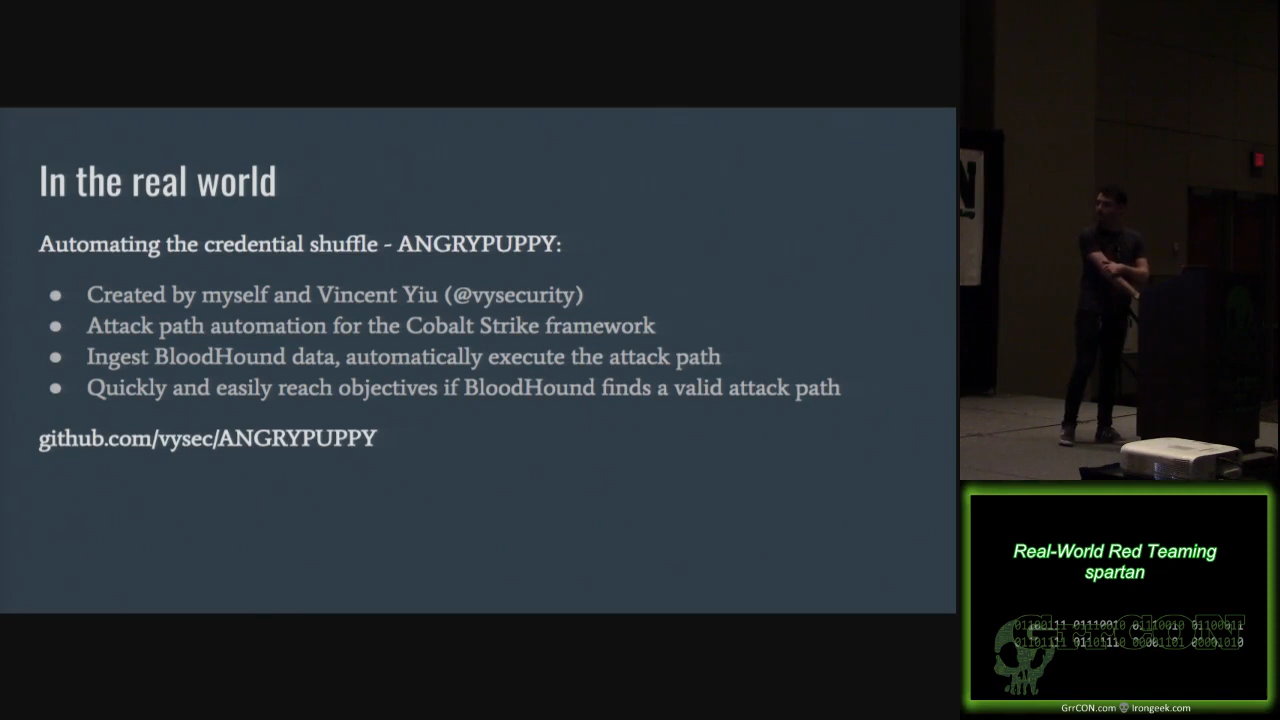 In the real world
Automating the credential shuffle - ANGRYPUPPY:
● Created by myself and Vincent Yiu (@vysecurity)
● Attack path automation for the Cobalt Strike framework
● Ingest BloodHound data, automatically execute the attack path
● Quickly and easily reach objectives if BloodHound finds a valid attack path
github.com/vysec/ANGRYPUPPY
Real-World Red Teaming
spartan
GrrCON
GrrCON.com Irongeek.com